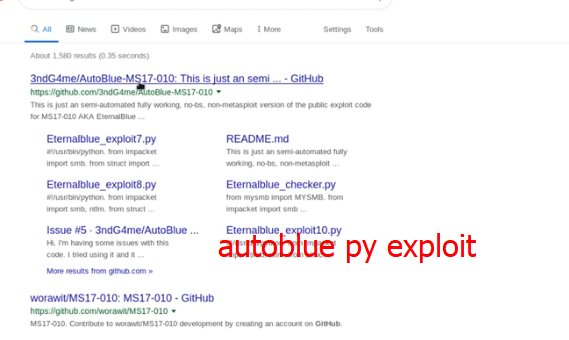 All News Videos Images Maps More Settings Tools
About 1,580 results (0.35 seconds)
3ndG4me/AutoBlue-MS17-010: This is just an semi ... - GitHub
https://github.com/3ndG4me/AutoBlue-MS17-010
This is just an semi-automated fully working, no-bs, non-metasploit version of the public exploit code
for MS17-010 AKA EternalBlue ...
Eternalblue_exploit7.py
#!/usr/bin/python. from impacket
import smb. from struct import ...
README.md
This is just an semi-automated fully
working, no-bs, non-metasploit ...
Eternalblue_exploit8.py
#!/usr/bin/python. from impacket
import smb, ntlm. from struct ...
Eternalblue_checker.py
from mysmb import MYSMB. from
impacket import smb ...
Issue #5 · 3ndG4me/AutoBlue ...
Hi, I'm having some issues with this
code. I tried using it and it ...
Eternalblue_exploit10.py
autoblue py exploit
More results from github.com »
worawit/MS17-010: MS17-010 - GitHub
https://github.com/worawit/MS17-010
MS17-010. Contribute to worawit/MS17-010 development by creating an account on GitHub.